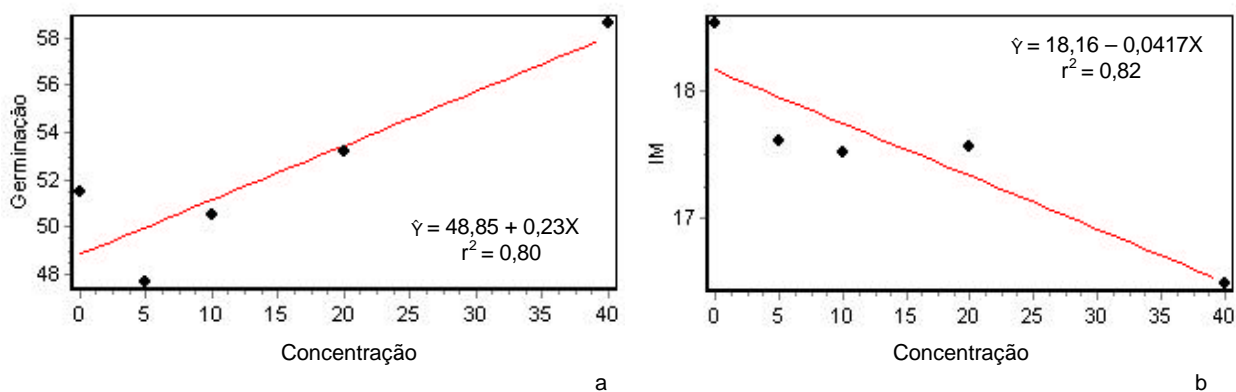 Germinação
58
56
54
52
50
48
Ŷ = 48,85 + 0,23X
r² = 0,80
0 5 10 15 20 25 30 35 40
Concentração
a
IM
18
17
Ŷ = 18,16 – 0,0417X
r² = 0,82
0 5 10 15 20 25 30 35 40
Concentração
b